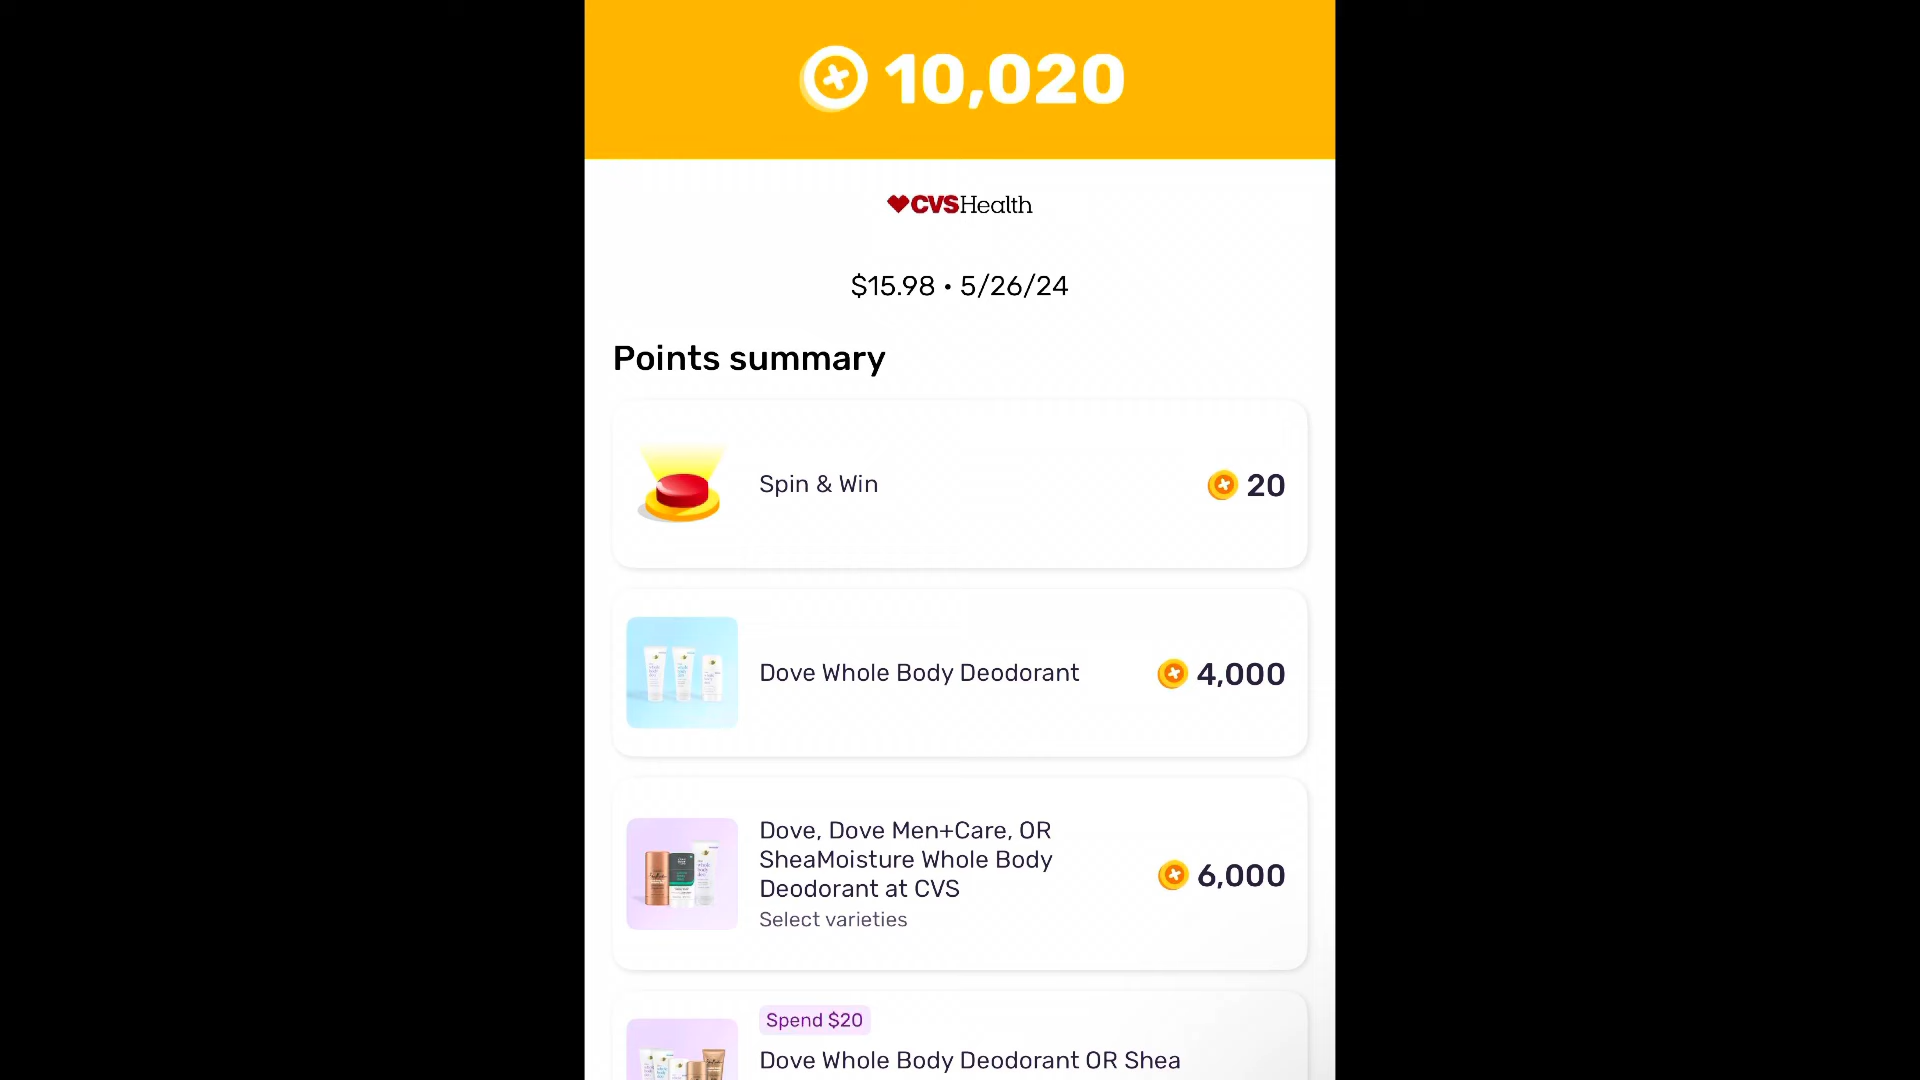 10,020
CVSHealth
$15.98 • 5/26/24
Points summary
Spin & Win
20
Dove Whole Body Deodorant
4,000
Dove, Dove Men+Care, OR
SheaMoisture Whole Body
Deodorant at CVS
Select varieties
6,000
Spend $20
Dove Whole Body Deodorant OR Shea